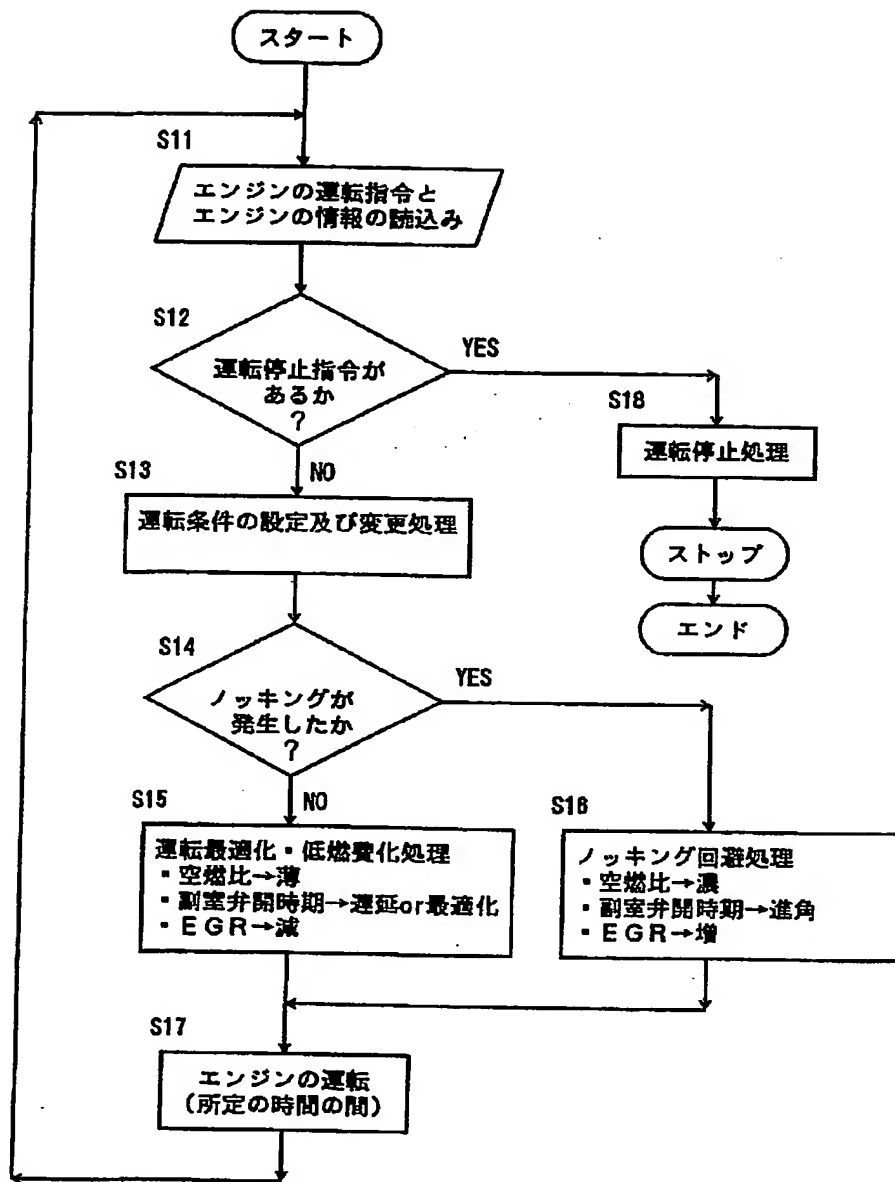 スタート
S11
エンジンの運転指令と
エンジンの情報の読込み
S12
運転停止指令が
あるか
?
YES
NO
S18
運転停止処理
ストップ
エンド
S13
運転条件の設定及び変更処理
S14
ノッキングが
発生したか
?
YES
NO
S15
運転最適化・低燃費化処理
・空燃比→薄
・副室弁開時期→遅延or最適化
・EGR→減
S16
ノッキング回避処理
・空燃比→濃
・副室弁開時期→進角
・EGR→増
S17
エンジンの運転
(所定の時間の間)